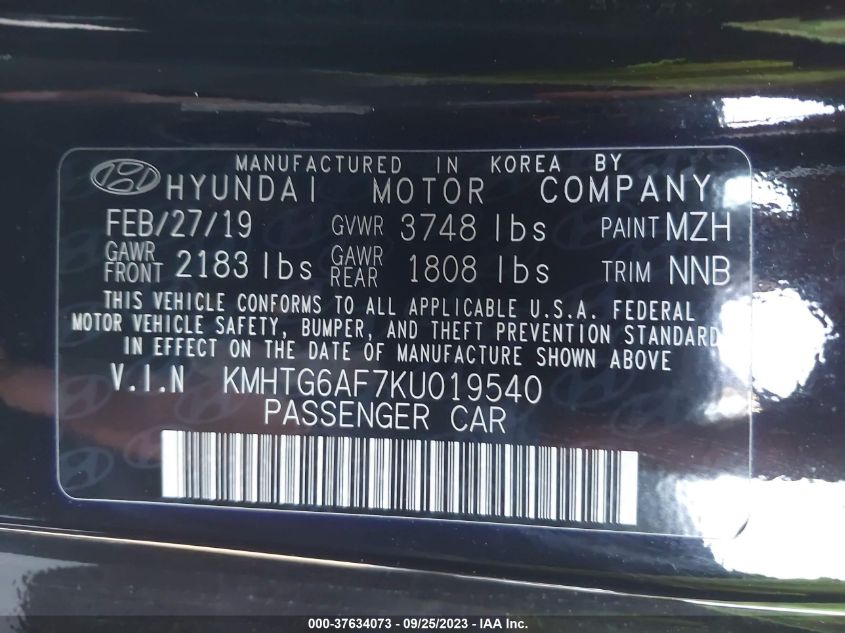 MANUFACTURED IN KOREA BY
HYUNDAI MOTOR COMPANY
FEB/27/19 GVWR 3748 lbs PAINT MZH
GAWR FRONT 2183 lbs GAWR REAR 1808 lbs TRIM NNB
THIS VEHICLE CONFORMS TO ALL APPLICABLE U.S.A. FEDERAL
MOTOR VEHICLE SAFETY, BUMPER, AND THEFT PREVENTION STANDARD
IN EFFECT ON THE DATE OF MANUFACTURE SHOWN ABOVE
V.I.N KMHTG6AF7KU019540
PASSENGER CAR
000-37634073 - 09/25/2023 - IAA Inc.